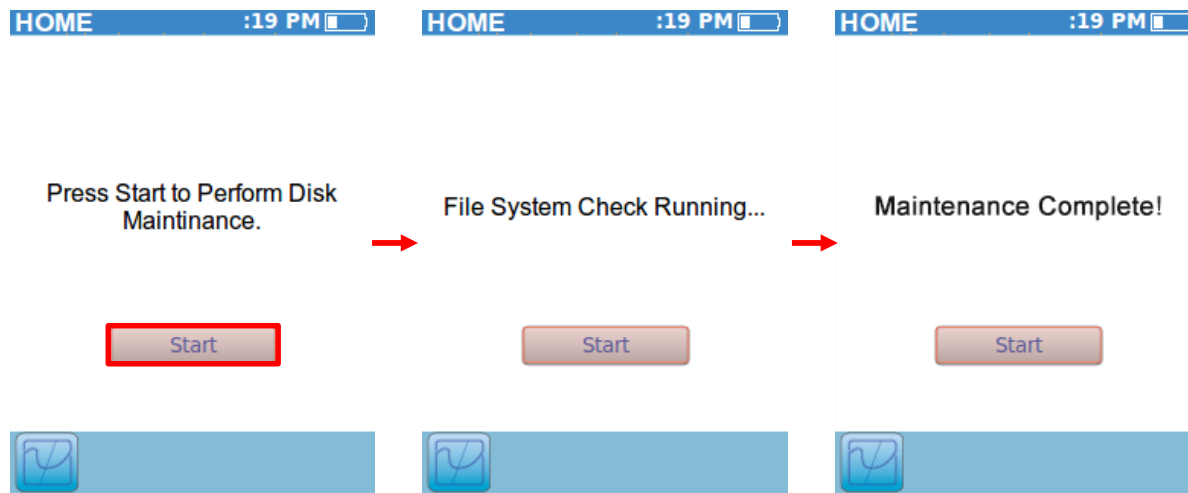 HOME :19 PM
Press Start to Perform Disk
Maintinance.
Start
HOME :19 PM
File System Check Running...
Start
HOME :19 PM
Maintenance Complete!
Start